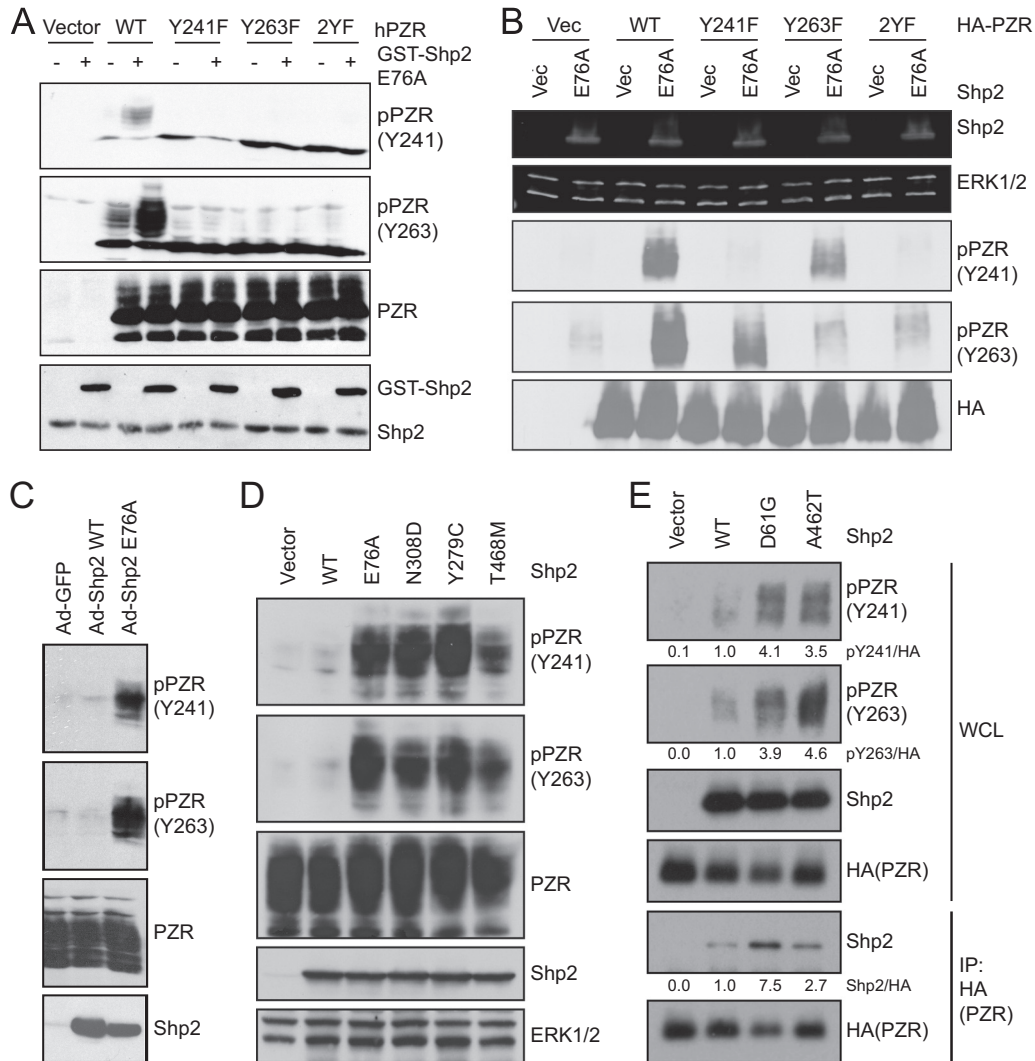 A
Vector WT Y241F Y263F 2YF hPZR
- + - + - + - + - + GST-Shp2
E76A
pPZR
(Y241)
pPZR
(Y263)
PZR
GST-Shp2
Shp2
B
Vec WT Y241F Y263F 2YF HA-PZR
Vec E76A Vec E76A Vec E76A Vec E76A Vec E76A Shp2
Shp2
ERK1/2
pPZR
(Y241)
pPZR
(Y263)
HA
C
Ad-GFP Ad-Shp2 WT Ad-Shp2 E76A
pPZR
(Y241)
pPZR
(Y263)
PZR
Shp2
D
Vector WT E76A N308D Y279C T468M Shp2
pPZR
(Y241)
pPZR
(Y263)
PZR
Shp2
ERK1/2
E
Vector WT D61G A462T Shp2
pPZR
(Y241)
0.1 1.0 4.1 3.5 pY241/HA
pPZR
(Y263)
0.0 1.0 3.9 4.6 pY263/HA
Shp2
HA(PZR)
WCL
Shp2
0.0 1.0 7.5 2.7 Shp2/HA
HA(PZR)
IP:
HA
(PZR)